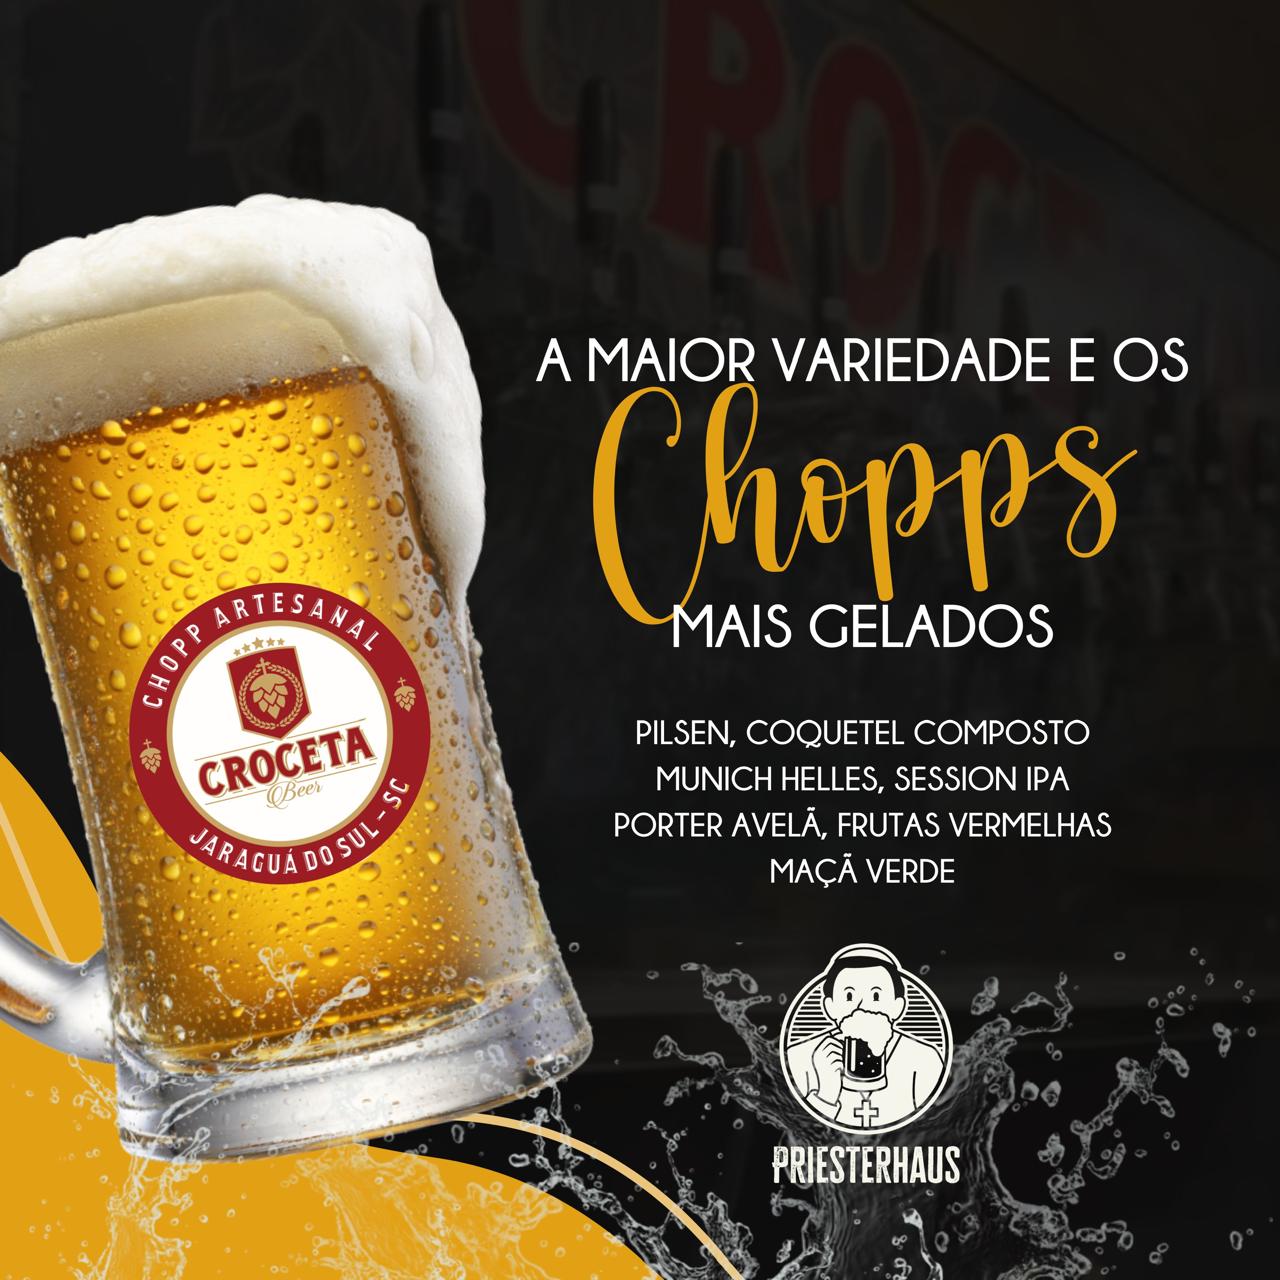 A MAIOR VARIEDADE E OS
Chopps
MAIS GELADOS
CHOPP ARTESANAL
CROCETA
Beer
JARAGUÁ DO SUL - SC
PILSEN, COQUETEL COMPOSTO
MUNICH HELLES, SESSION IPA
PORTER AVELÃ, FRUTAS VERMELHAS
MAÇÃ VERDE
PRIESTERHAUS